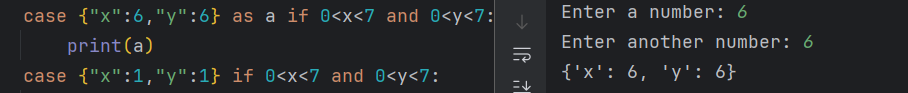 case {"x":6,"y":6} as a if 0<x<7 and 0<y<7:
    print(a)
case {"x":1,"y":1} if 0<x<7 and 0<y<7:
Enter a number: 6
Enter another number: 6
{'x': 6, 'y': 6}